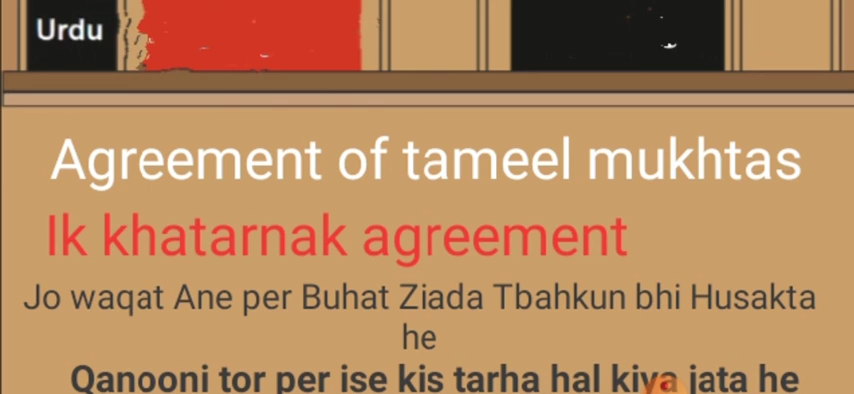 Urdu
Agreement of tameel mukhtas
Ik khatarnak agreement
Jo waqat Ane per Buhat Ziada Tbahkun bhi Husakta
he
Qanooni tor per ise kis tarha hal kiya jata he